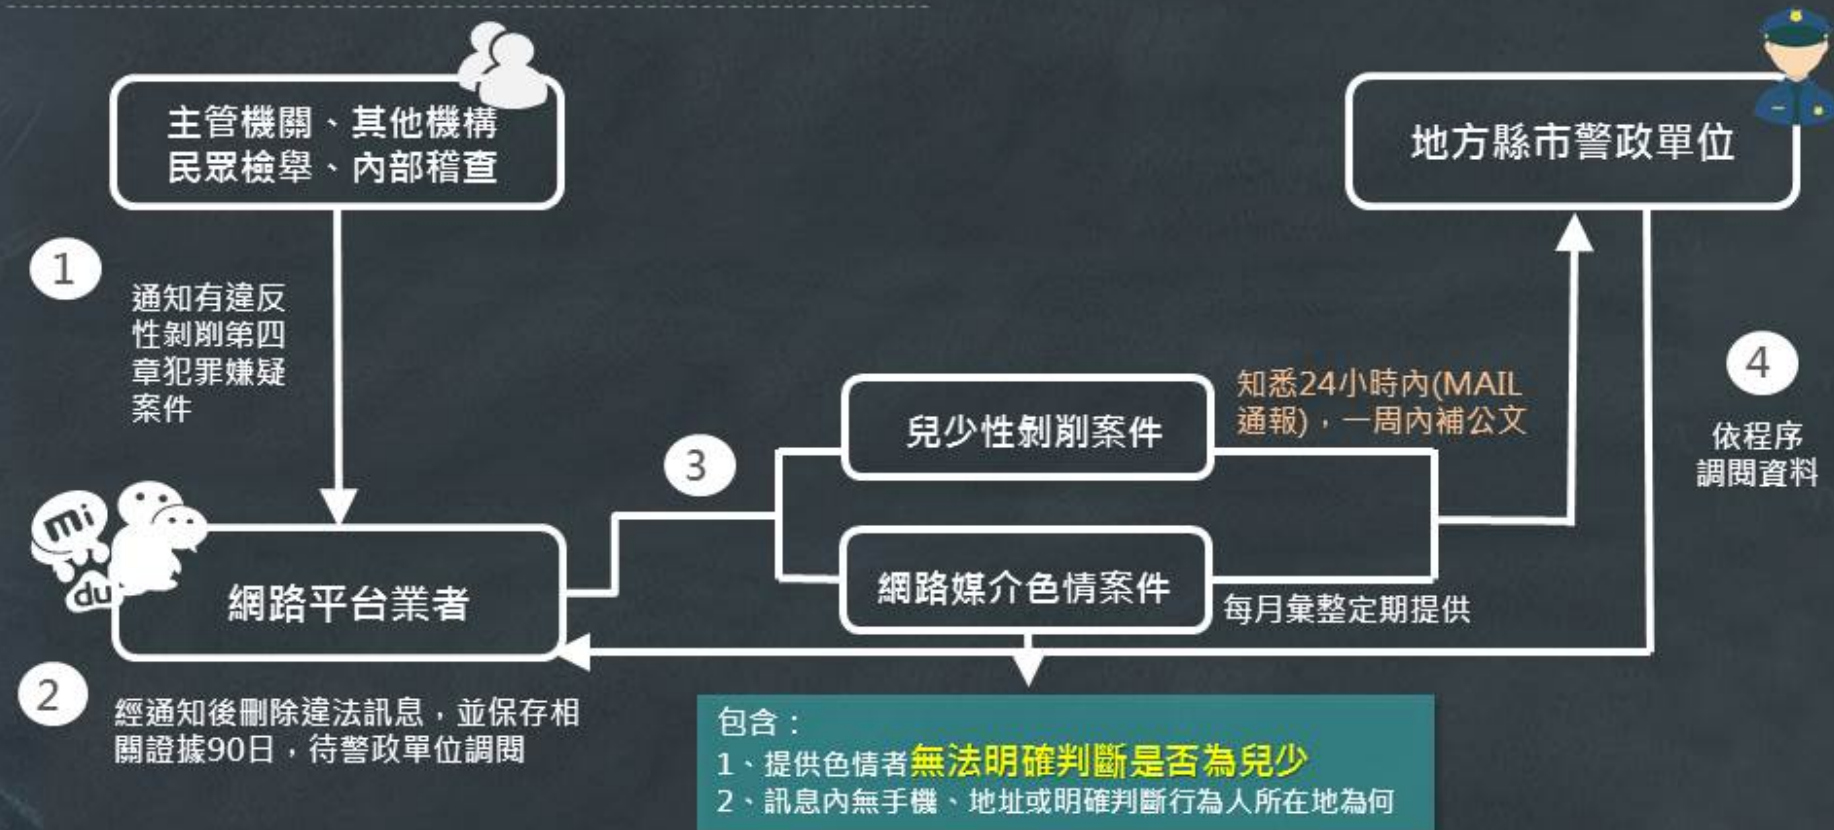 主管機關、其他機構
民眾檢舉、內部稽查
地方縣市警政單位
1
通知有違反
性剝削第四
章犯罪嫌疑
案件
4
依程序
調閱資料
兒少性剝削案件
知悉24小時內(MAIL
通報)，一周內補公文
3
mi
du
網路平台業者
網路媒介色情案件
每月彙整定期提供
2
經通知後刪除違法訊息，並保存相
關證據90日，待警政單位調閱
包含：
1、提供色情者無法明確判斷是否為兒少
2、訊息內無手機、地址或明確判斷行為人所在地為何